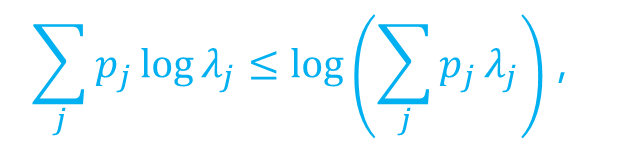 ∑_j p_j log λ_j ≤ log(∑_j p_j λ_j),